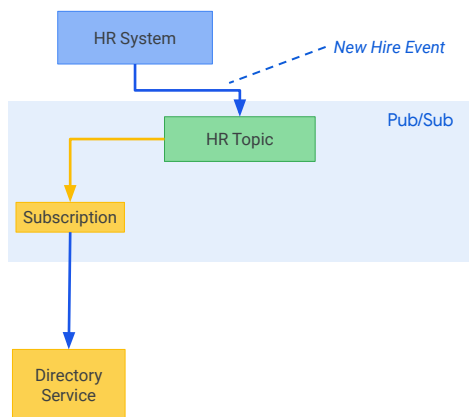 HR System
New Hire Event
Pub/Sub
HR Topic
Subscription
Directory
Service